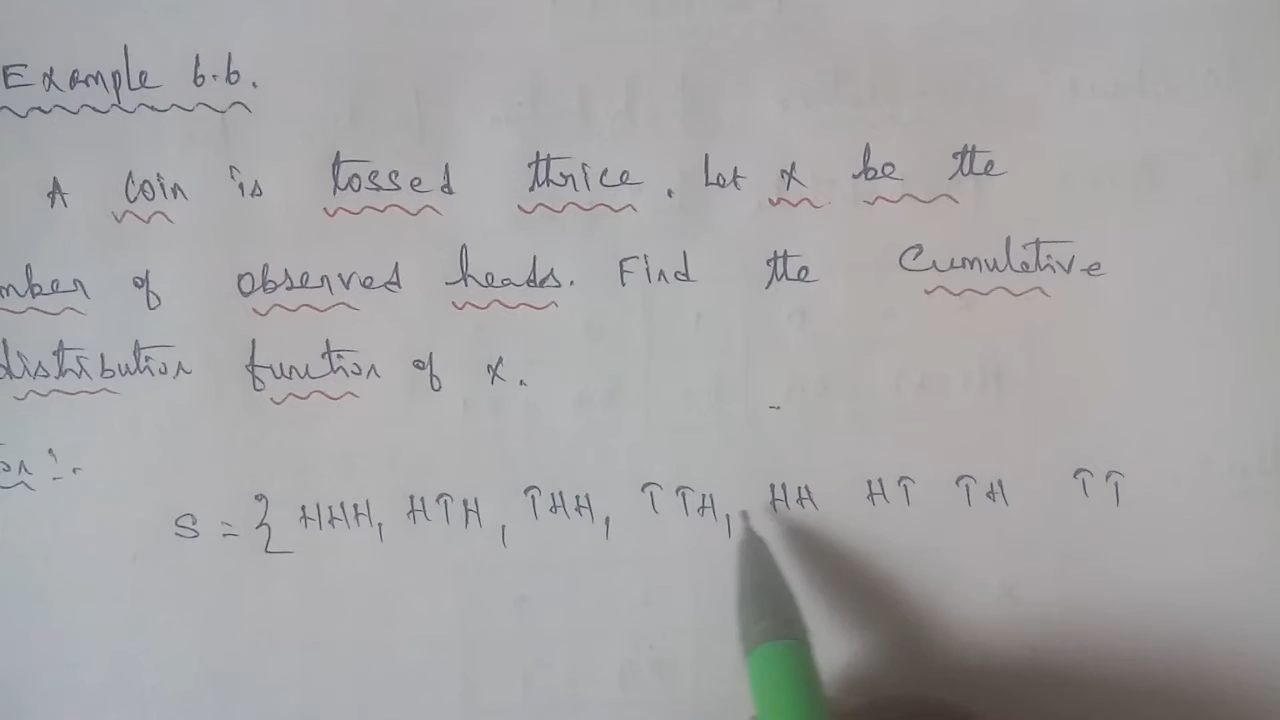 Example 6.6.
A coin is tossed thrice. Let x be the
mber of observed heads. Find the Cumulative
distribution function of x.
on :-
S = { HHH, HTH, THH, TTH, HH HT TH TT